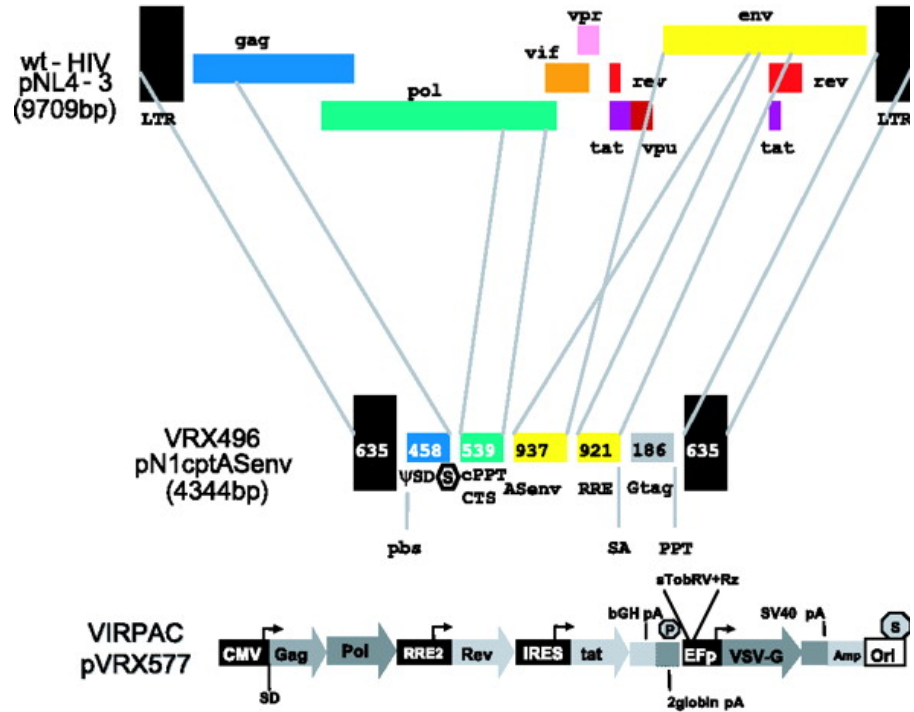 vpr
env
gag
vif
wt - HIV
pNL4 - 3
(9709bp)
rev
rev
pol
LTR
LTR
tat
vpu
tat
VRX496
pN1cptASenv
(4344bp)
635
458
539
937
921
186
635
ΨSD
S
cPPT
CTS
ASenv
RRE
Gtag
pbs
SA
PPT
sTobRV+Rz
bGH pA
P
SV40 pA
S
VIRPAC
pVRX577
CMV
Gag
Pol
RRE2
Rev
IRES
tat
EFp
VSV-G
Amp
Ori
SD
2globin pA